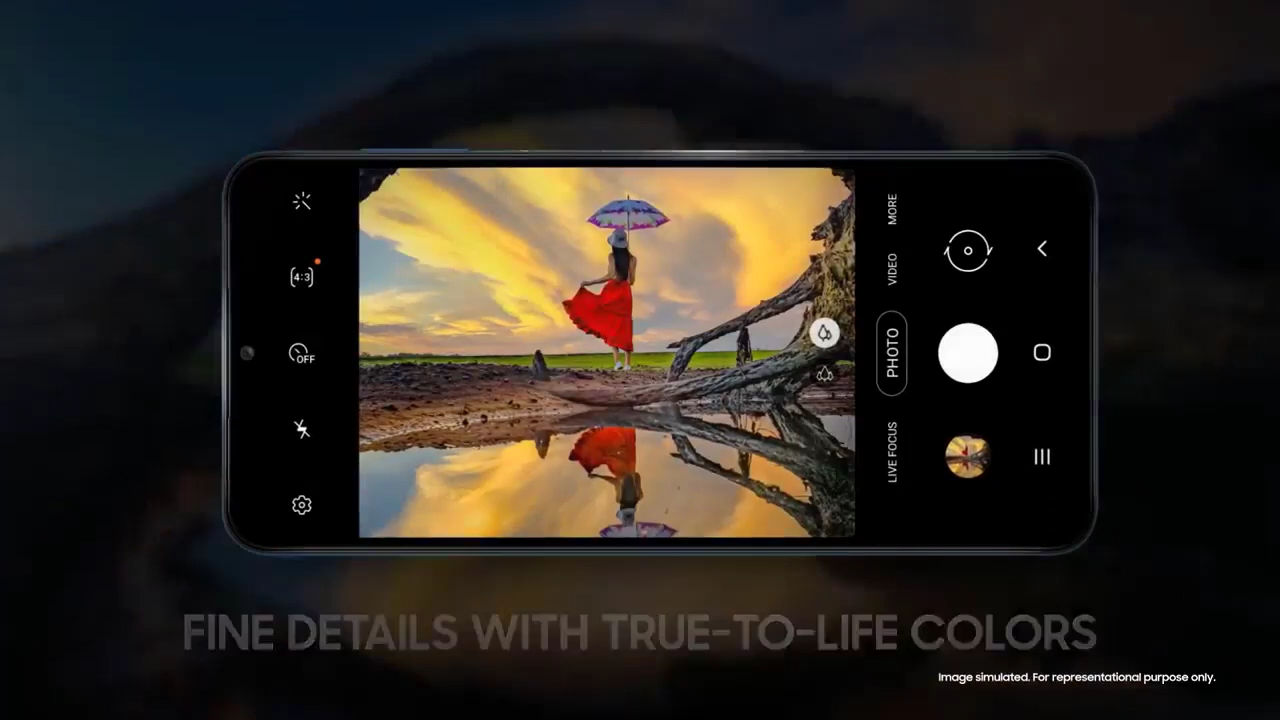 4:3
OFF
MORE
VIDEO
PHOTO
LIVE FOCUS
FINE DETAILS WITH TRUE-TO-LIFE COLORS
Image simulated. For representational purpose only.